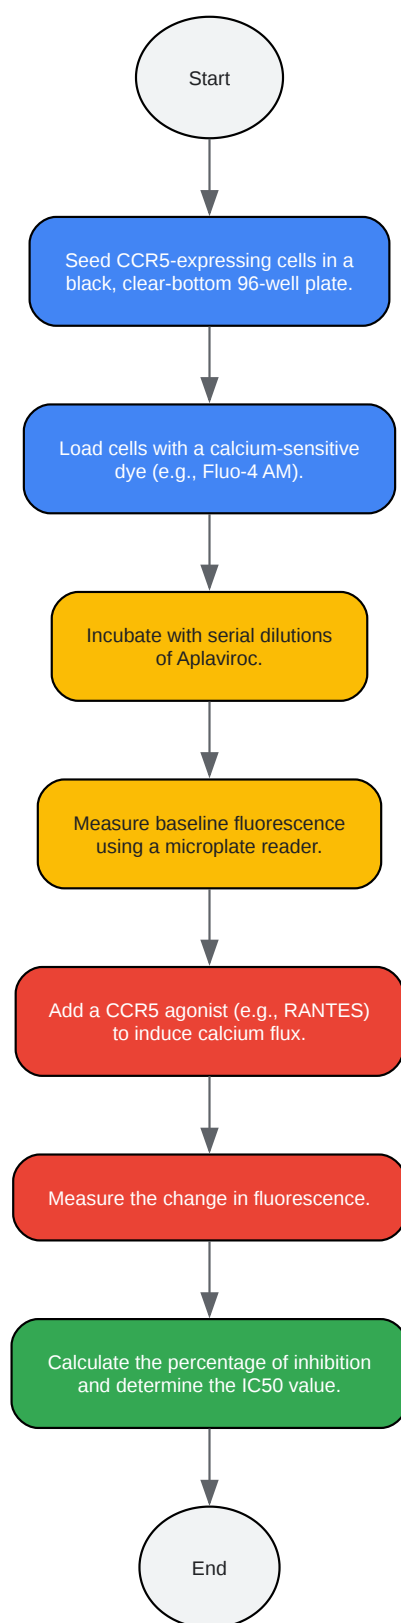 Start
Seed CCR5-expressing cells in a
black, clear-bottom 96-well plate.
Load cells with a calcium-sensitive
dye (e.g., Fluo-4 AM).
Incubate with serial dilutions
of Aplaviroc.
Measure baseline fluorescence
using a microplate reader.
Add a CCR5 agonist (e.g., RANTES)
to induce calcium flux.
Measure the change in fluorescence.
Calculate the percentage of inhibition
and determine the IC50 value.
End